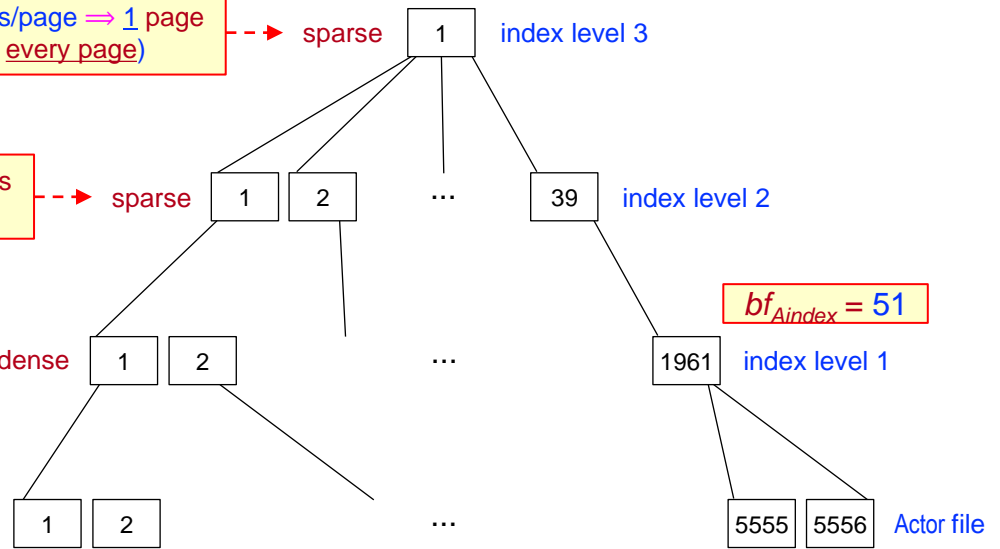 s/page ⟹ 1 page
every page)
sparse 1 index level 3
s
sparse 1 2 ... 39 index level 2
bf_Aindex = 51
dense 1 2 ... 1961 index level 1
1 2 ... 5555 5556 Actor file